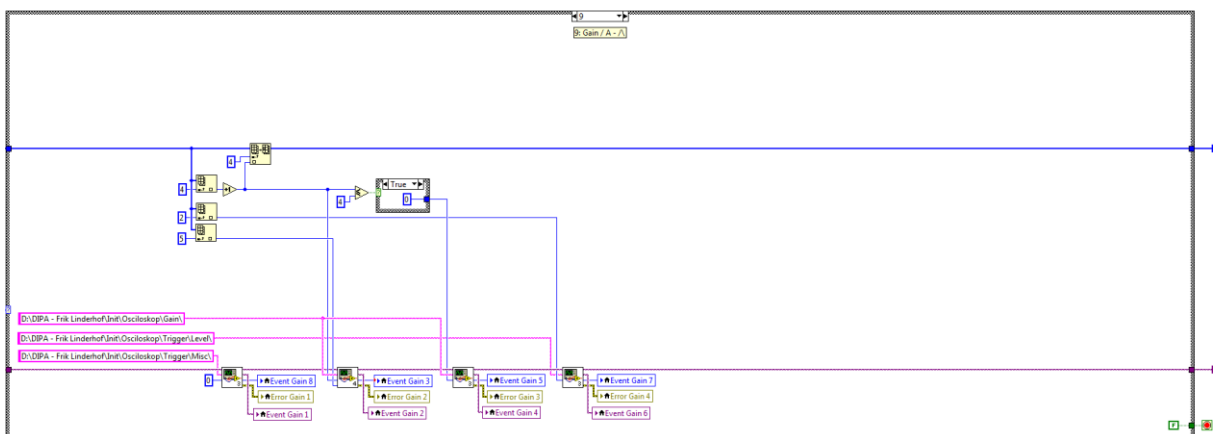 9
9: Gain / A - /\
4
4
True
0
4
2
5
D:\DIPA - Frik Linderhof\Init\Osciloskop\Gain\
D:\DIPA - Frik Linderhof\Init\Osciloskop\Trigger\Level\
D:\DIPA - Frik Linderhof\Init\Osciloskop\Trigger\Misc\
0
Event Gain 8
Event Gain 3
Event Gain 5
Event Gain 7
Error Gain 1
Error Gain 2
Error Gain 3
Error Gain 4
Event Gain 1
Event Gain 2
Event Gain 4
Event Gain 6
F